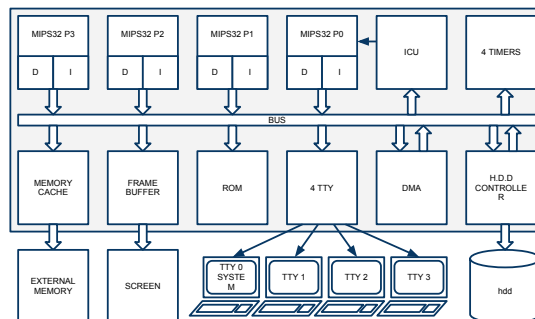 MIPS32 P3
MIPS32 P2
MIPS32 P1
MIPS32 P0
ICU
4 TIMERS
D
I
D
I
D
I
D
I
BUS
MEMORY
CACHE
FRAME
BUFFER
ROM
4 TTY
DMA
H.D.D
CONTROLLE
R
EXTERNAL
MEMORY
SCREEN
TTY 0
SYSTE
M
TTY 1
TTY 2
TTY 3
hdd